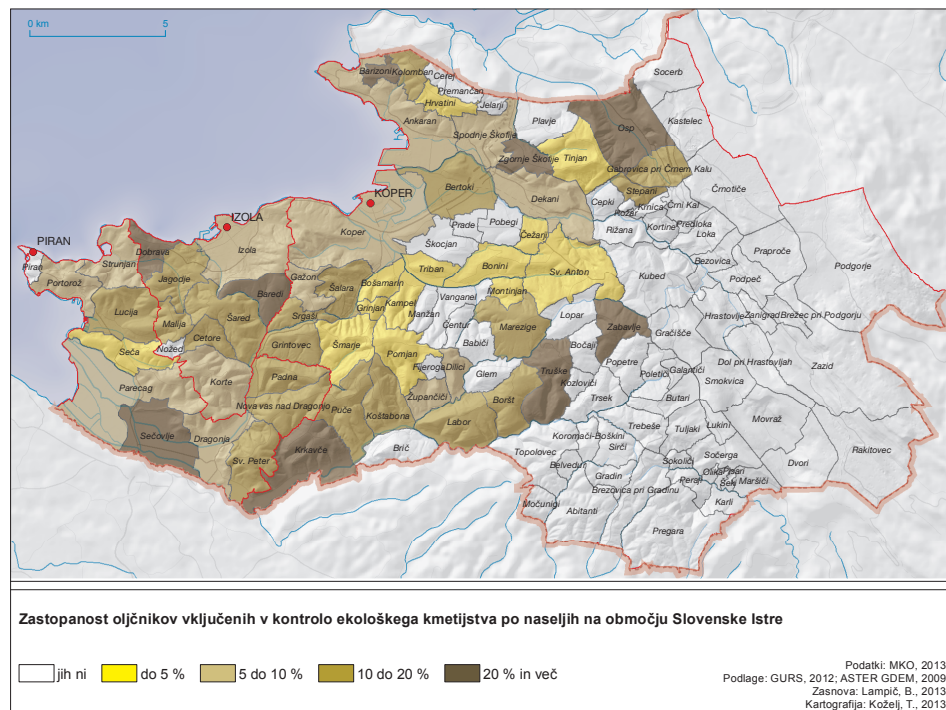 0 km 5
Socerb
Barizoni Kolomban Cerej
Premančan
Hrvatini Jelarji
Ankaran
Plavje
Osp
Kastelec
Spodnje Škofije
Zgornje Škofije
Tinjan
Gabrovica pri Črnem Kalu
KOPER
Bertoki
Dekani
Stepani
Črnotiče
Cepki
Rožar
Krnica
Črni Kal
IZOLA
Pobegi
Prade
Čežarji
Rižana
Kortine
Predloka
Loka
PIRAN
Piran
Dobrava
Strunjan
Izola
Koper
Škocjan
Bezovica
Praproče
Podgorje
Portorož
Jagodje
Gažon
Bošamarin
Triban
Bonini
Sv. Anton
Kubed
Podpeč
Baredi
Šalara
Vanganel
Montinjan
Lucija
Malija
Šared
Srgaši
Grinjan
Kampel
Manžan
Lopar
Zabavlje
Hrastovlje
Zanigrad
Brežec pri Podgorju
Čentur
Marezige
Gračišče
Seča
Nožed
Cetore
Grintovec
Šmarje
Pomjan
Babiči
Bočaji
Popetre
Dol pri Hrastovljah
Zazid
Fijeroga
Dilici
Glem
Truške
Kozloviči
Poletiči
Galantiči
Smokvica
Parecag
Korte
Padna
Župančiči
Boršt
Trsek
Butari
Nova vas nad Dragonjo
Puče
Koštabona
Labor
Trebeše
Tuljaki
Lukini
Movraž
Sečovlje
Dragonja
Krkavče
Brič
Koromači-Boškini
Sirči
Topolovec
Sočerga
Rakitovec
Sv. Peter
Belvedur
Gradin
Sokoliči
Olika
Pisari
Dvori
Brezovica pri Gradinu
Peraji
Šeki
Maršiči
Močunigi
Abitanti
Karli
Pregara
Zastopanost oljčnikov vključenih v kontrolo ekološkega kmetijstva po naseljih na območju Slovenske Istre
jih ni do 5 % 5 do 10 % 10 do 20 % 20 % in več
Podatki: MKO, 2013
Podlage: GURS, 2012; ASTER GDEM, 2009
Zasnova: Lampič, B., 2013
Kartografija: Koželj, T., 2013